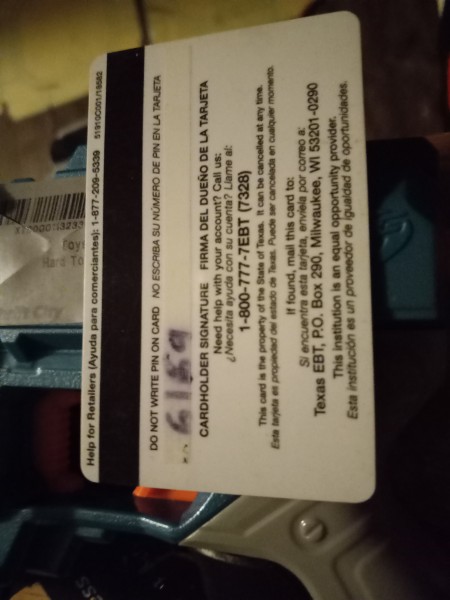 Help for Retailers (Ayuda para comerciantes): 1-877-209-5339 51910C001/18582
DO NOT WRITE PIN ON CARD NO ESCRIBA SU NÚMERO DE PIN EN LA TARJETA
CARDHOLDER SIGNATURE FIRMA DEL DUEÑO DE LA TARJETA
Need help with your account? Call us:
¿Necesita ayuda con su cuenta? Llame al:
1-800-777-7EBT (7328)
This card is the property of the State of Texas. It can be cancelled at any time.
Esta tarjeta es propiedad del estado de Texas. Puede ser cancelada en cualquier momento.
If found, mail this card to:
Si encuentra esta tarjeta, envíela por correo a:
Texas EBT, P.O. Box 290, Milwaukee, WI 53201-0290
This institution is an equal opportunity provider.
Esta institución es un proveedor de igualdad de oportunidades.
Hard To